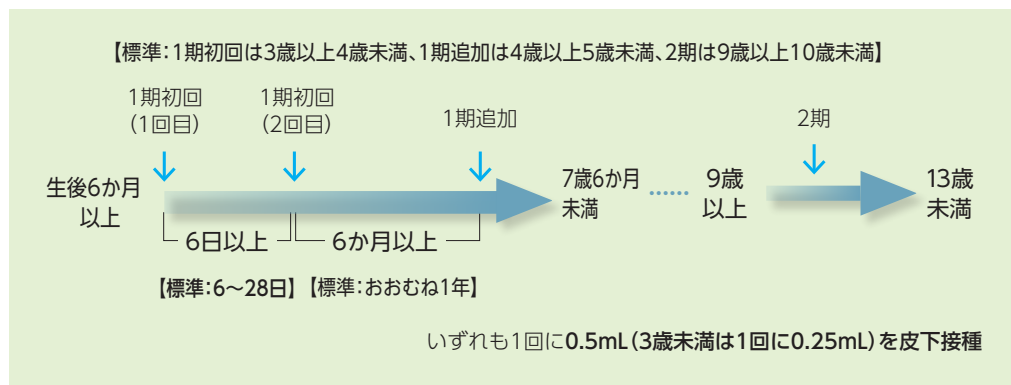 【標準：1期初回は3歳以上4歳未満、1期追加は4歳以上5歳未満、2期は9歳以上10歳未満】
1期初回
（1回目）
1期初回
（2回目）
1期追加
2期
生後6か月
以上
7歳6か月
未満
9歳
以上
13歳
未満
6日以上
6か月以上
【標準：6～28日】
【標準：おおむね1年】
いずれも1回に0.5mL（3歳未満は1回に0.25mL）を皮下接種